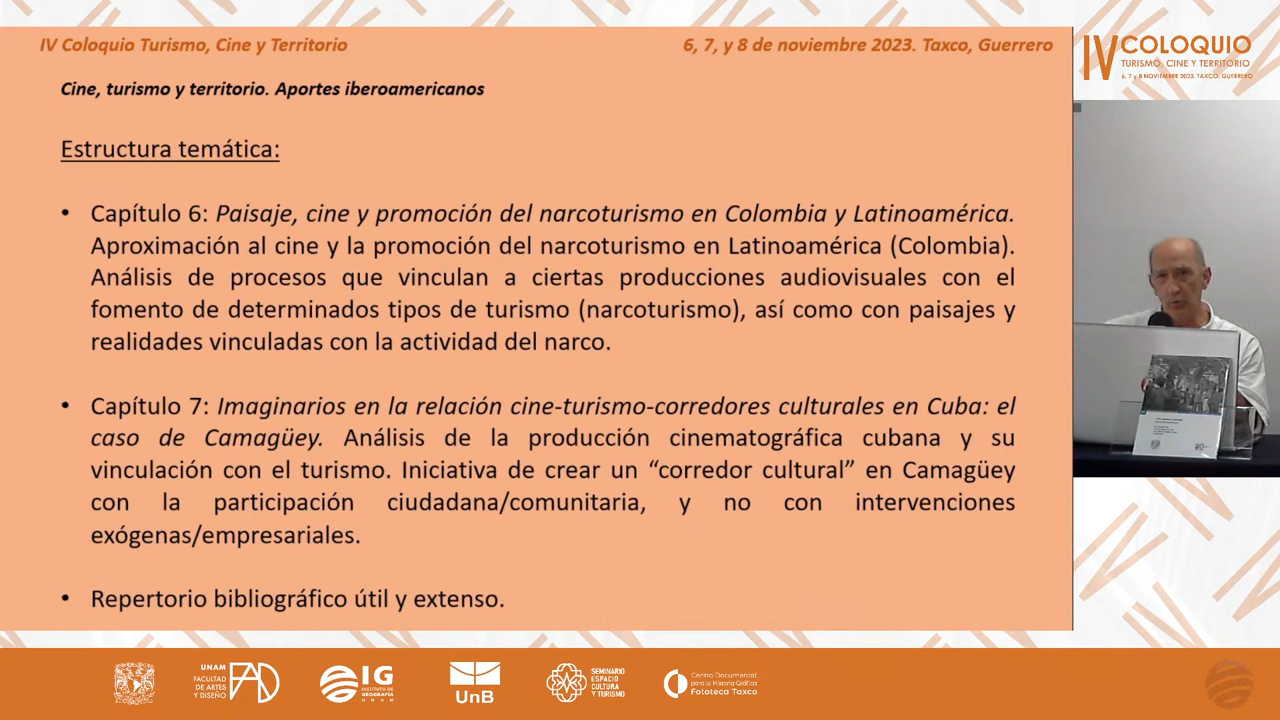 IV Coloquio Turismo, Cine y Territorio
6, 7, y 8 de noviembre 2023. Taxco, Guerrero
IV COLOQUIO
TURISMO, CINE Y TERRITORIO
6, 7 y 8 NOVIEMBRE 2023. TAXCO, GUERRERO
Cine, turismo y territorio. Aportes iberoamericanos
Estructura temática:
• Capítulo 6: Paisaje, cine y promoción del narcoturismo en Colombia y Latinoamérica.
Aproximación al cine y la promoción del narcoturismo en Latinoamérica (Colombia).
Análisis de procesos que vinculan a ciertas producciones audiovisuales con el
fomento de determinados tipos de turismo (narcoturismo), así como con paisajes y
realidades vinculadas con la actividad del narco.
• Capítulo 7: Imaginarios en la relación cine-turismo-corredores culturales en Cuba: el
caso de Camagüey. Análisis de la producción cinematográfica cubana y su
vinculación con el turismo. Iniciativa de crear un “corredor cultural” en Camagüey
con la participación ciudadana/comunitaria, y no con intervenciones
exógenas/empresariales.
• Repertorio bibliográfico útil y extenso.
UNAM
FACULTAD
DE ARTES
Y DISEÑO
FAD
IG
INSTITUTO DE
GEOGRAFÍA
UNAM
UnB
SEMINARIO
ESPACIO
CULTURA
Y TURISMO
Centro Documental
para la Historia Gráfica
Fototeca Taxco